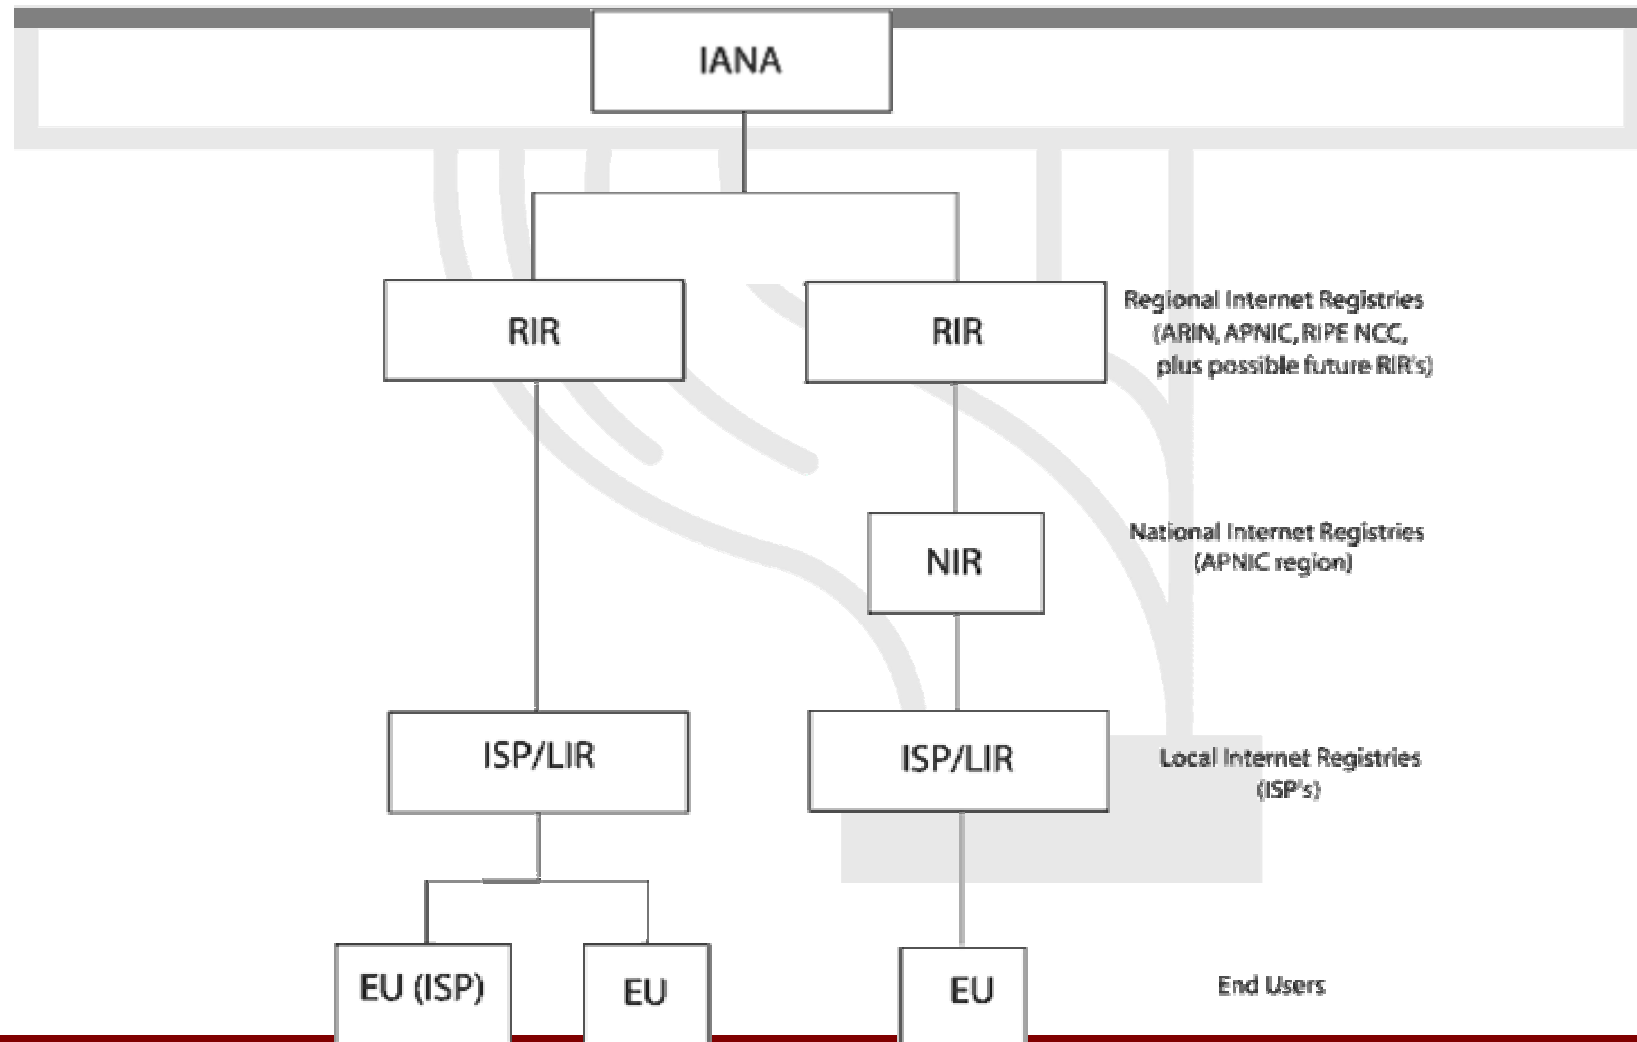 IANA
RIR
RIR
Regional Internet Registries
(ARIN, APNIC, RIPE NCC,
plus possible future RIR's)
NIR
National Internet Registries
(APNIC region)
ISP/LIR
ISP/LIR
Local Internet Registries
(ISP's)
EU (ISP)
EU
EU
End Users